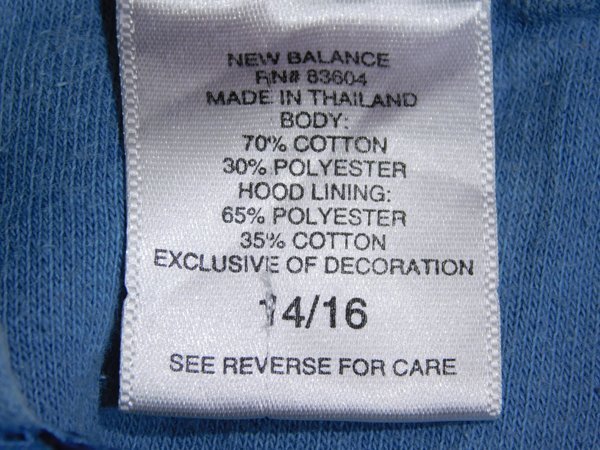 NEW BALANCE
RN# 83604
MADE IN THAILAND
BODY:
70% COTTON
30% POLYESTER
HOOD LINING:
65% POLYESTER
35% COTTON
EXCLUSIVE OF DECORATION
14/16
SEE REVERSE FOR CARE